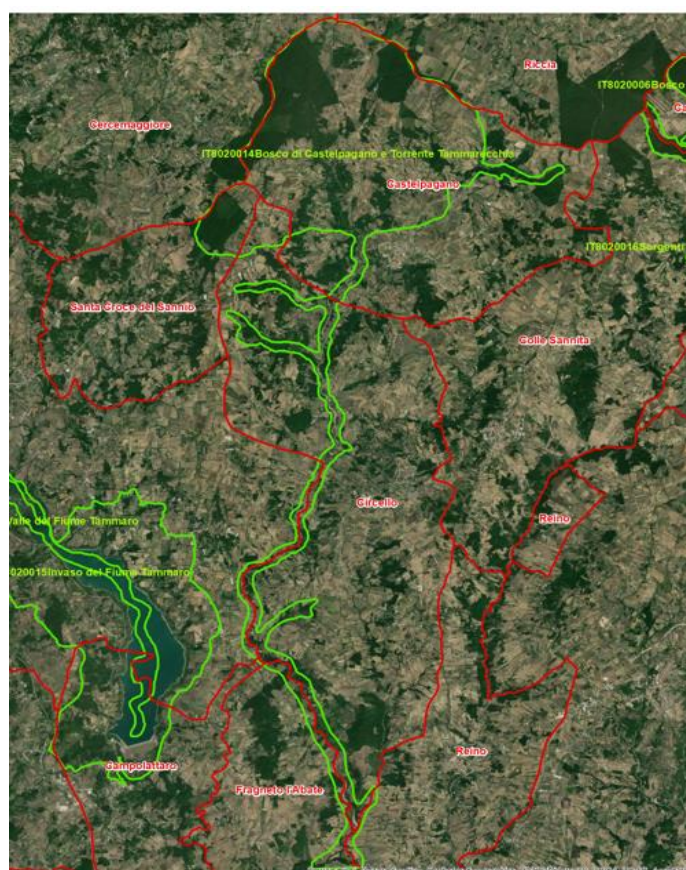 Riccia
IT8020006Bosco
Cercemaggiore
IT8020014Bosco di Castelpagano e Torrente Tammarecchia
Castelpagano
IT8020016Sorgenti
Santa Croce del Sannio
Colle Sannita
Circello
Reino
Valle del Fiume Tammaro
020015Invaso del Fiume Tammaro
Campolattaro
Reino
Fragneto l'Abate